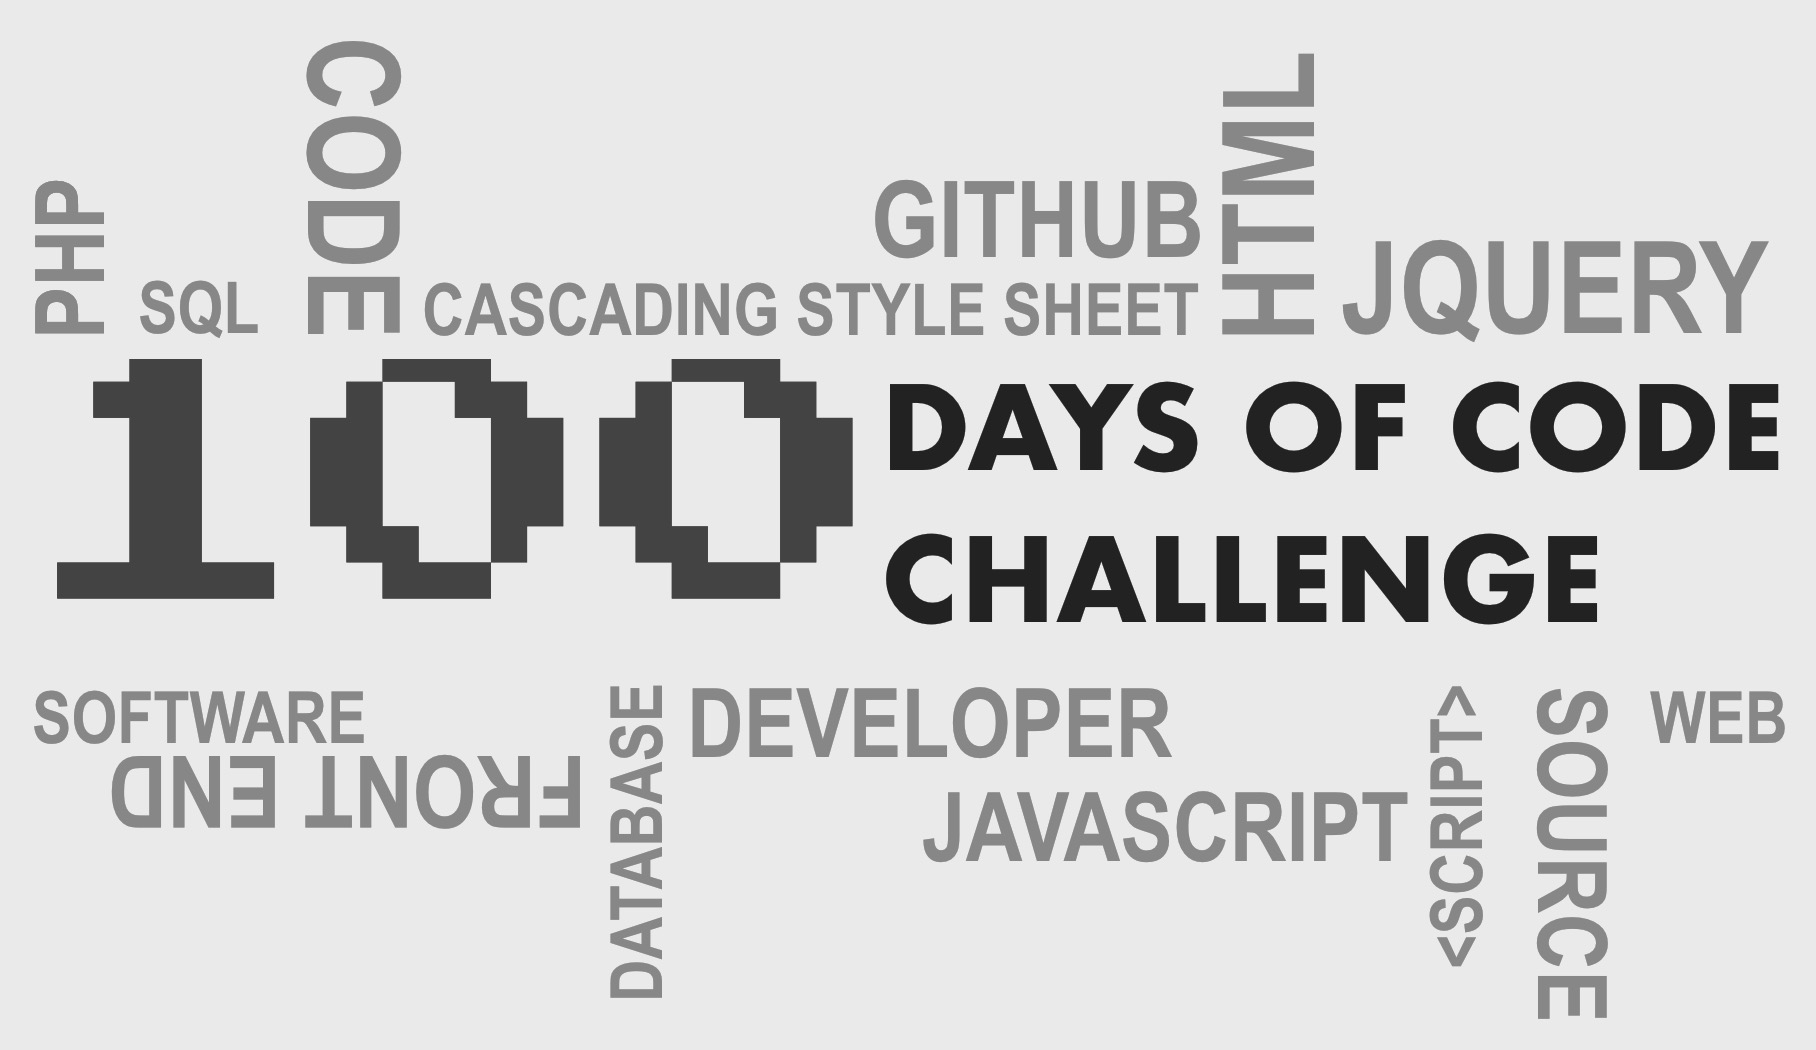 PHP
SQL
CODE
CASCADING STYLE SHEET
GITHUB
HTML
JQUERY
100
DAYS OF CODE
CHALLENGE
SOFTWARE
FRONT END
DATABASE
DEVELOPER
JAVASCRIPT
<SCRIPT>
SOURCE
WEB